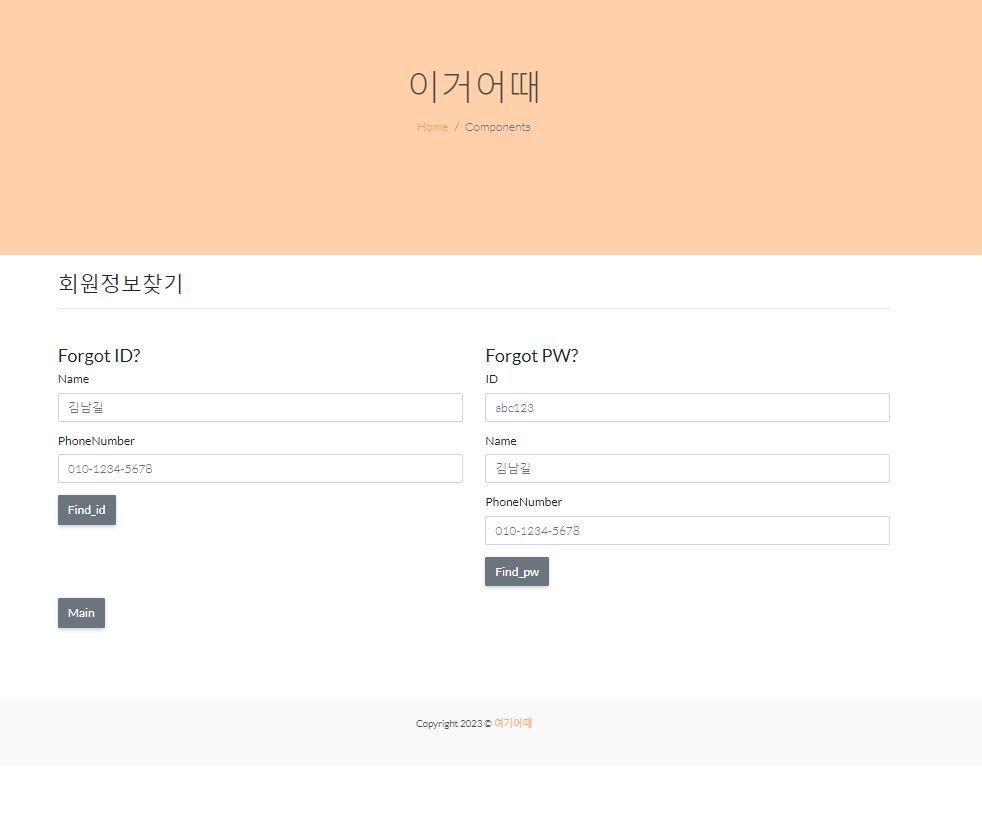 이거어때
Home / Components
회원정보찾기
Forgot ID?
Name
김남길
PhoneNumber
010-1234-5678
Find_id
Forgot PW?
ID
abc123
Name
김남길
PhoneNumber
010-1234-5678
Find_pw
Main
Copyright 2023 © 여기어때